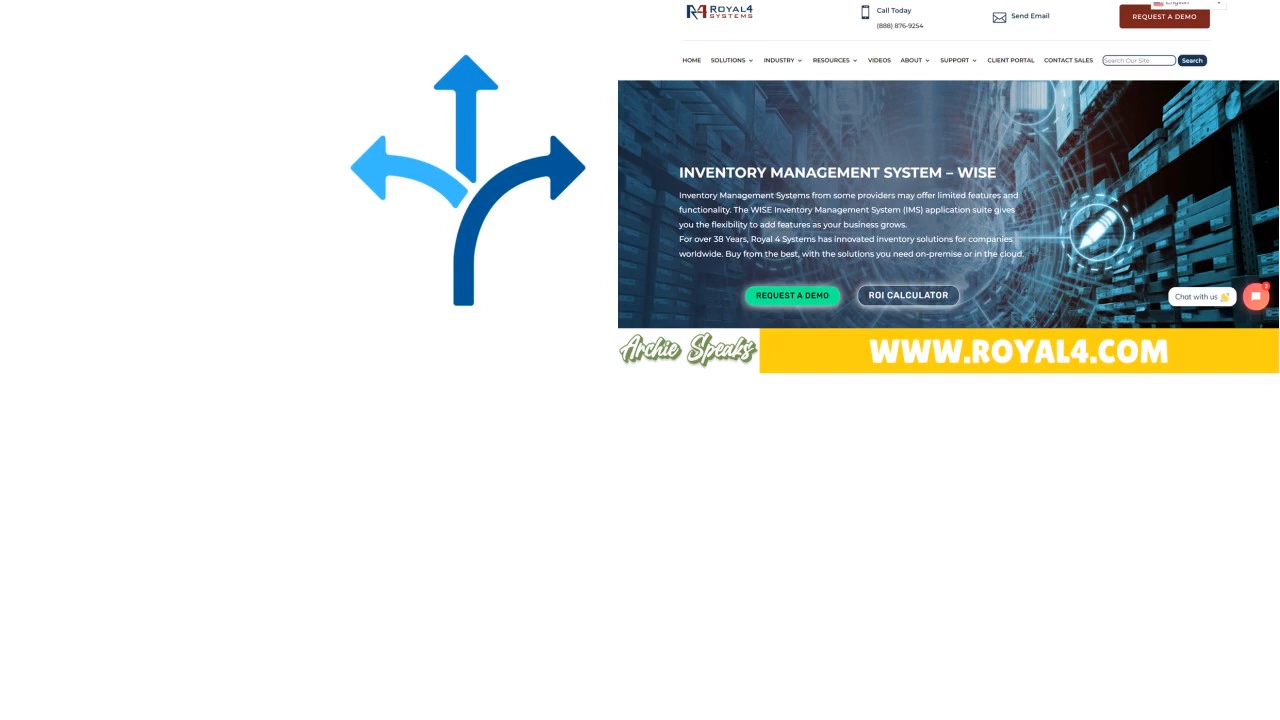 ROYAL4
SYSTEMS
Call Today
(888) 876-9254
Send Email
English
REQUEST A DEMO
HOME SOLUTIONS INDUSTRY RESOURCES VIDEOS ABOUT SUPPORT CLIENT PORTAL CONTACT SALES Search Our Site Search
INVENTORY MANAGEMENT SYSTEM – WISE
Inventory Management Systems from some providers may offer limited features and
functionality. The WISE Inventory Management System (IMS) application suite gives
you the flexibility to add features as your business grows.
For over 38 Years, Royal 4 Systems has innovated inventory solutions for companies
worldwide. Buy from the best, with the solutions you need on-premise or in the cloud.
REQUEST A DEMO ROI CALCULATOR
Chat with us 👋
2
Archie Speaks
WWW.ROYAL4.COM